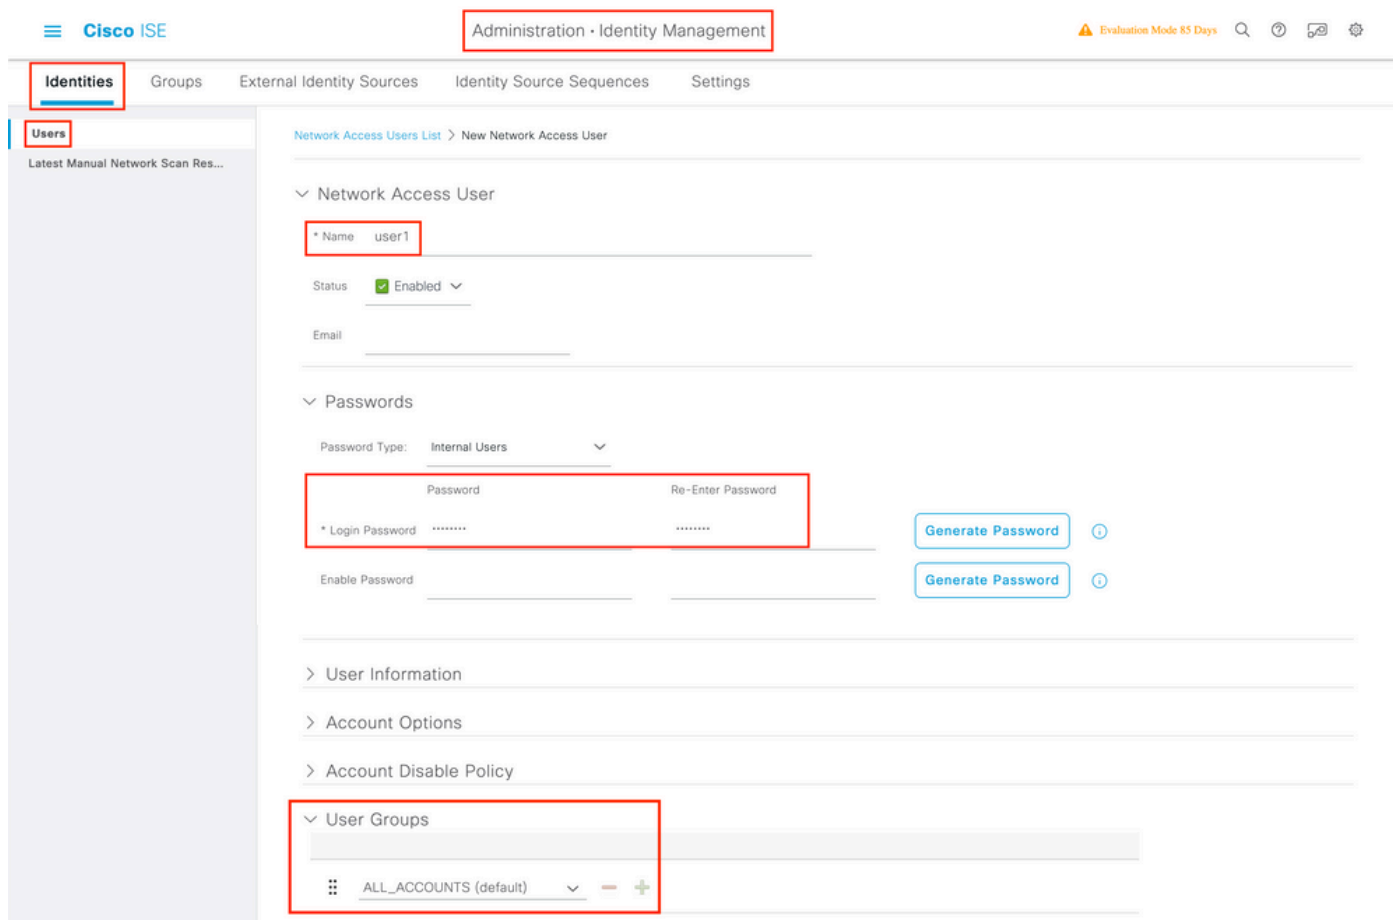 Cisco ISE
Administration · Identity Management
Evaluation Mode 85 Days
Identities
Groups
External Identity Sources
Identity Source Sequences
Settings
Users
Latest Manual Network Scan Res...
Network Access Users List > New Network Access User
Network Access User
* Name user1
Status Enabled
Email
Passwords
Password Type: Internal Users
Password Re-Enter Password
* Login Password ........ ........ Generate Password
Enable Password Generate Password
User Information
Account Options
Account Disable Policy
User Groups
ALL_ACCOUNTS (default)